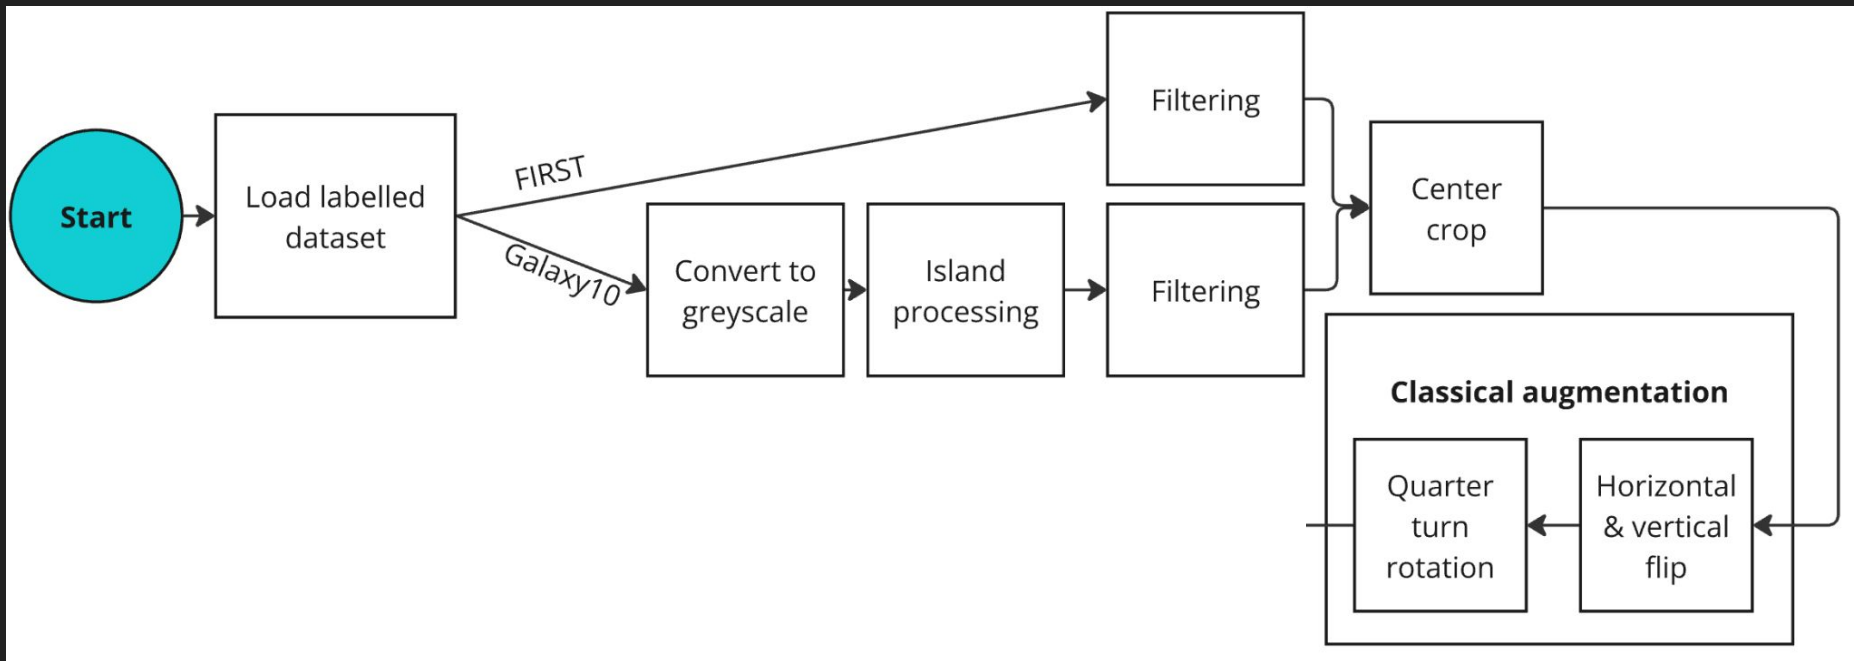 Start
Load labelled
dataset
FIRST
Galaxy10
Filtering
Convert to
greyscale
Island
processing
Filtering
Center
crop
Classical augmentation
Quarter
turn
rotation
Horizontal
& vertical
flip